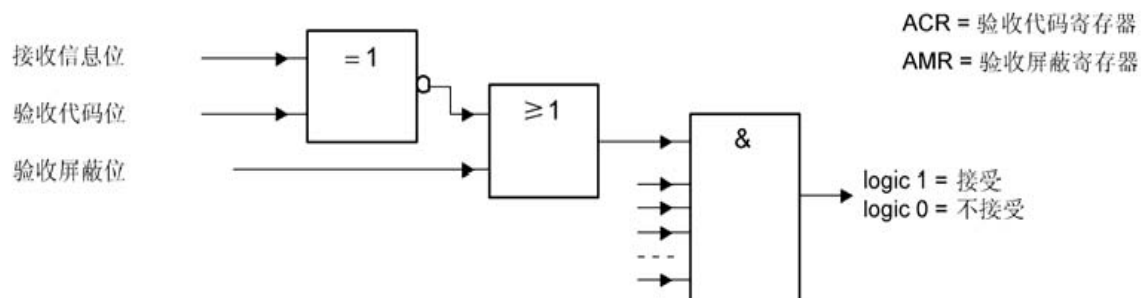 ACR = 验收代码寄存器
AMR = 验收屏蔽寄存器
接收信息位
验收代码位
验收屏蔽位
= 1
≥ 1
&
logic 1 = 接受
logic 0 = 不接受